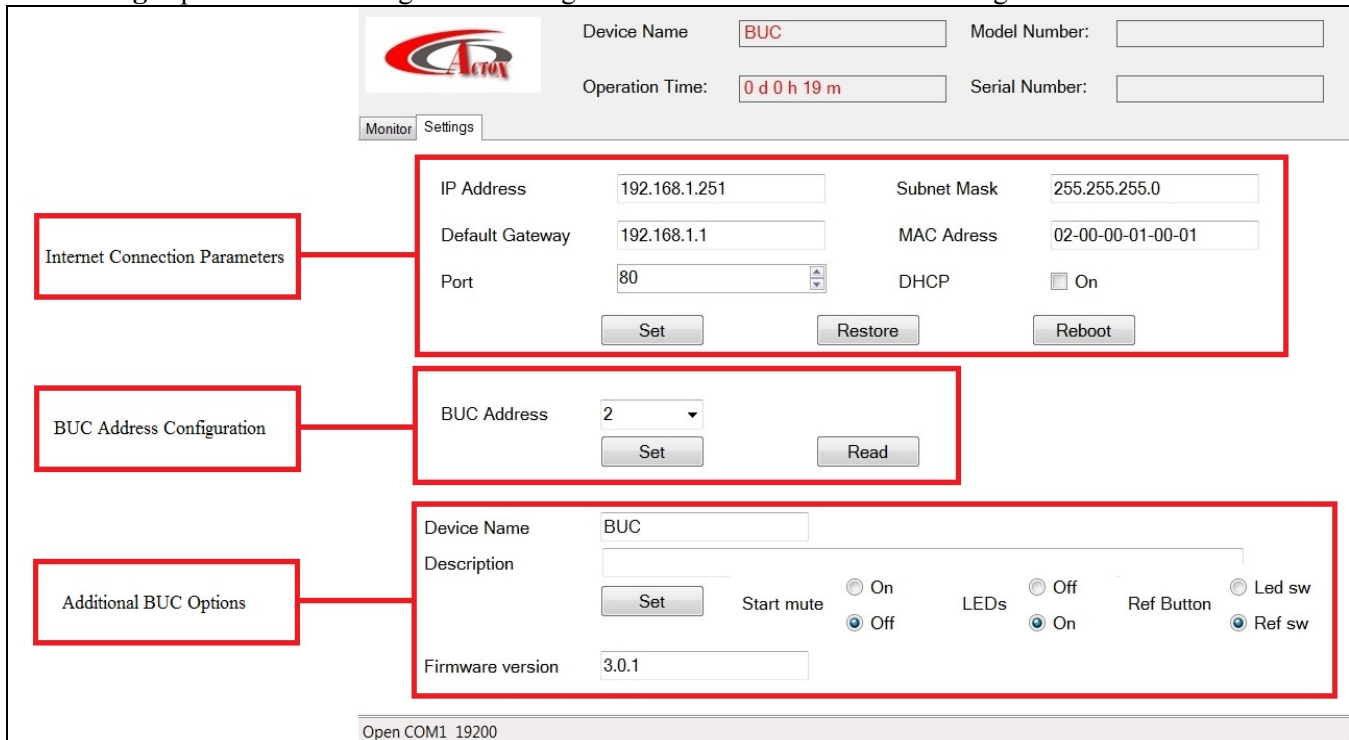 Device Name BUC Model Number:
ACTOX
Operation Time: 0 d 0 h 19 m Serial Number:
Monitor Settings
IP Address 192.168.1.251 Subnet Mask 255.255.255.0
Default Gateway 192.168.1.1 MAC Adress 02-00-00-01-00-01
Internet Connection Parameters
Port 80 DHCP On
Set Restore Reboot
BUC Address 2
BUC Address Configuration
Set Read
Device Name BUC
Description
On Off Led sw
Additional BUC Options
Set Start mute LEDs Ref Button
Off On Ref sw
Firmware version 3.0.1
Open COM1 19200